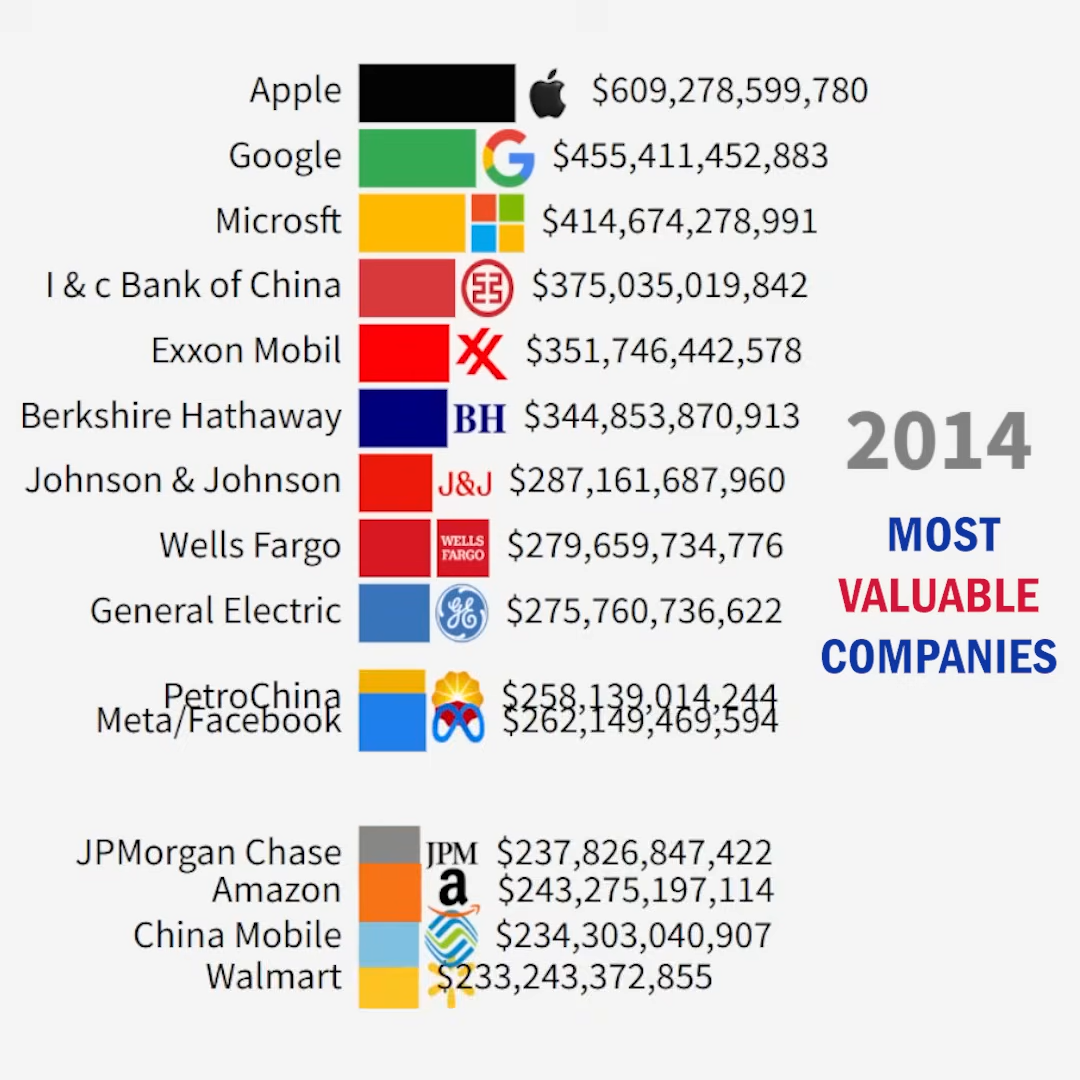 Apple $609,278,599,780
Google $455,411,452,883
Microsft $414,674,278,991
I & c Bank of China $375,035,019,842
Exxon Mobil $351,746,442,578
Berkshire Hathaway BH $344,853,870,913
Johnson & Johnson J&J $287,161,687,960
Wells Fargo WELLS FARGO $279,659,734,776
General Electric GE $275,760,736,622
PetroChina $258,139,014,244
Meta/Facebook $262,149,469,594
JPMorgan Chase JPM $237,826,847,422
Amazon a $243,275,197,114
China Mobile $234,303,040,907
Walmart $233,243,372,855
2014
MOST
VALUABLE
COMPANIES